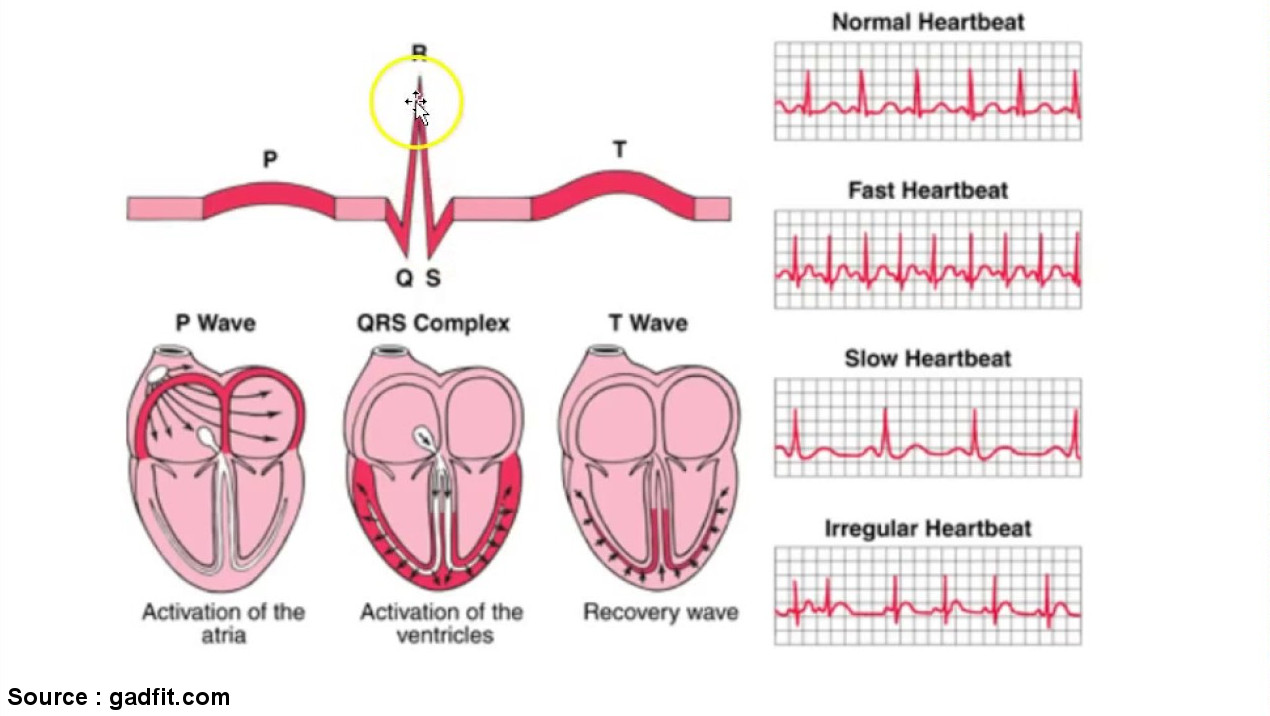 R
P
T
Q S
P Wave
QRS Complex
T Wave
Activation of the
atria
Activation of the
ventricles
Recovery wave
Normal Heartbeat
Fast Heartbeat
Slow Heartbeat
Irregular Heartbeat
Source : gadfit.com